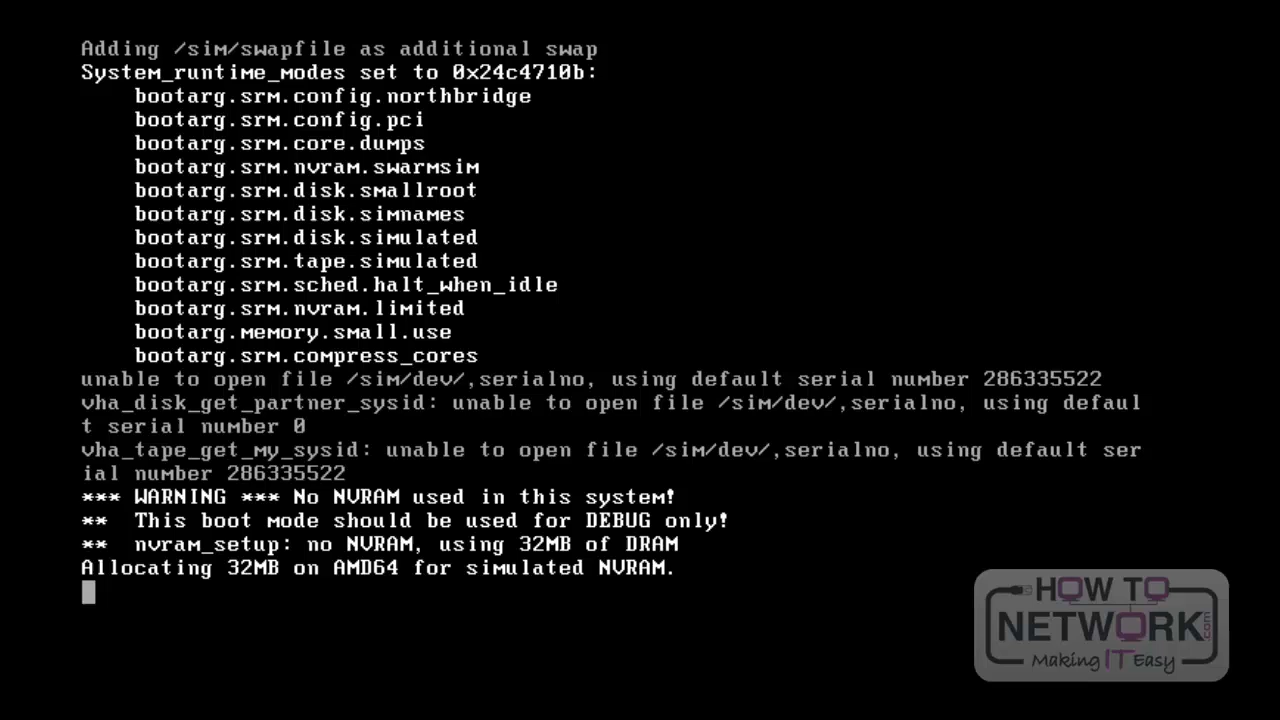 Adding /sim/swapfile as additional swap
System_runtime_modes set to 0x24c4710b:
bootarg.srm.config.northbridge
bootarg.srm.config.pci
bootarg.srm.core.dumps
bootarg.srm.nvram.swarmsim
bootarg.srm.disk.smallroot
bootarg.srm.disk.simnames
bootarg.srm.disk.simulated
bootarg.srm.tape.simulated
bootarg.srm.sched.halt_when_idle
bootarg.srm.nvram.limited
bootarg.memory.small.use
bootarg.srm.compress_cores
unable to open file /sim/dev/,serialno, using default serial number 286335522
vha_disk_get_partner_sysid: unable to open file /sim/dev/,serialno, using defaul
t serial number 0
vha_tape_get_my_sysid: unable to open file /sim/dev/,serialno, using default ser
ial number 286335522
*** WARNING *** No NVRAM used in this system!
**  This boot mode should be used for DEBUG only!
**  nvram_setup: no NVRAM, using 32MB of DRAM
Allocating 32MB on AMD64 for simulated NVRAM.
HOW TO
NETWORK.com
Making IT Easy